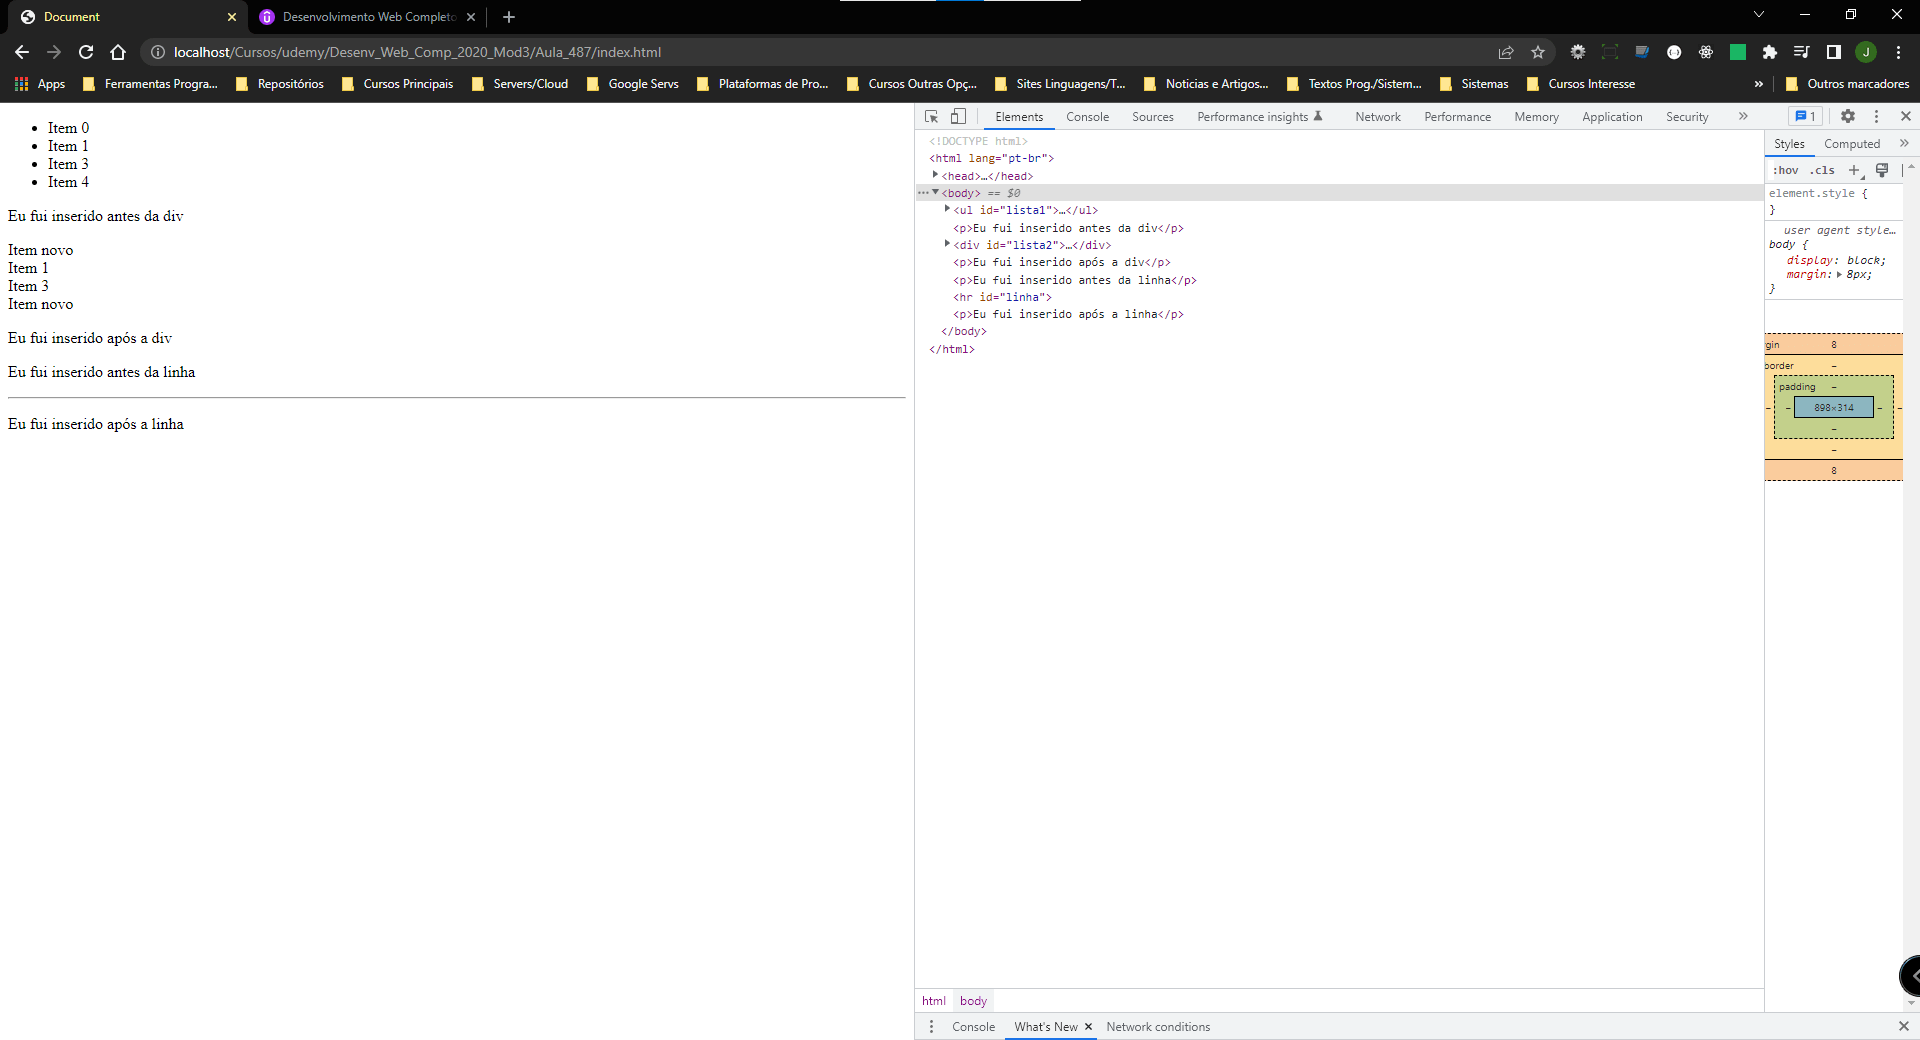 Document
Desenvolvimento Web Completo
localhost/Cursos/udemy/Desenv_Web_Comp_2020_Mod3/Aula_487/index.html
J
Apps Ferramentas Progra... Repositórios Cursos Principais Servers/Cloud Google Servs Plataformas de Pro... Cursos Outras Opç... Sites Linguagens/T... Noticias e Artigos... Textos Prog./Sistem... Sistemas Cursos Interesse » Outros marcadores
• Item 0
• Item 1
• Item 3
• Item 4
Eu fui inserido antes da div
Item novo
Item 1
Item 3
Item novo
Eu fui inserido após a div
Eu fui inserido antes da linha
Eu fui inserido após a linha
Elements Console Sources Performance insights Network Performance Memory Application Security » 1
<!DOCTYPE html>
<html lang="pt-br">
<head>…</head>
<body> == $0
<ul id="lista1">…</ul>
<p>Eu fui inserido antes da div</p>
<div id="lista2">…</div>
<p>Eu fui inserido após a div</p>
<p>Eu fui inserido antes da linha</p>
<hr id="linha">
<p>Eu fui inserido após a linha</p>
</body>
</html>
Styles Computed »
:hov .cls +
element.style {
}
user agent style…
body {
display: block;
margin: 8px;
}
gin 8
border –
padding –
– – 898×314 – –
–
–
8
html body
Console What's New Network conditions